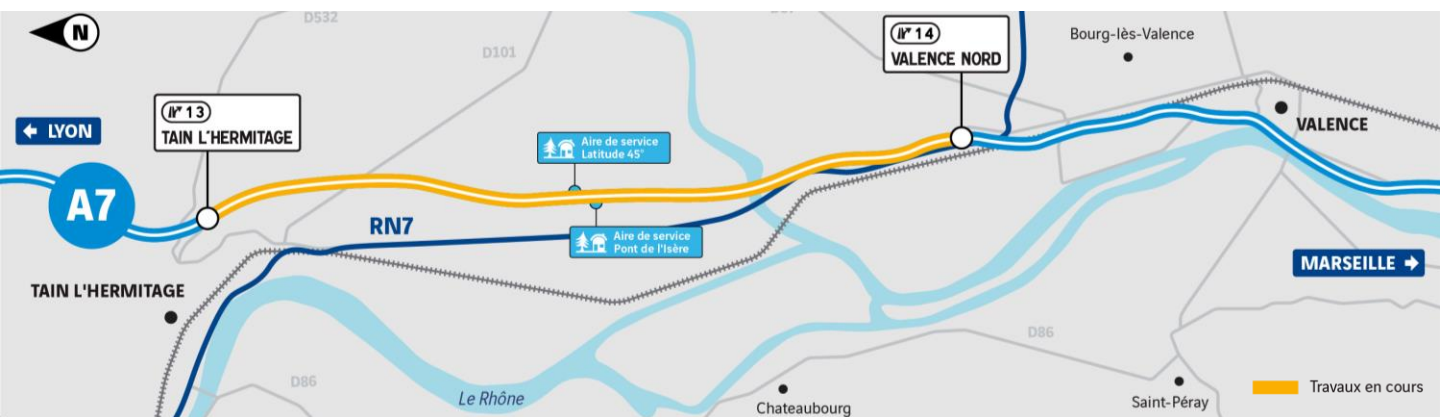 N
D532
D101
14
VALENCE NORD
Bourg-lès-Valence
13
TAIN L'HERMITAGE
← LYON
Aire de service
Latitude 45°
VALENCE
A7
RN7
Aire de service
Pont de l'Isère
MARSEILLE →
TAIN L'HERMITAGE
D86
D86
Le Rhône
Chateaubourg
Saint-Péray
Travaux en cours